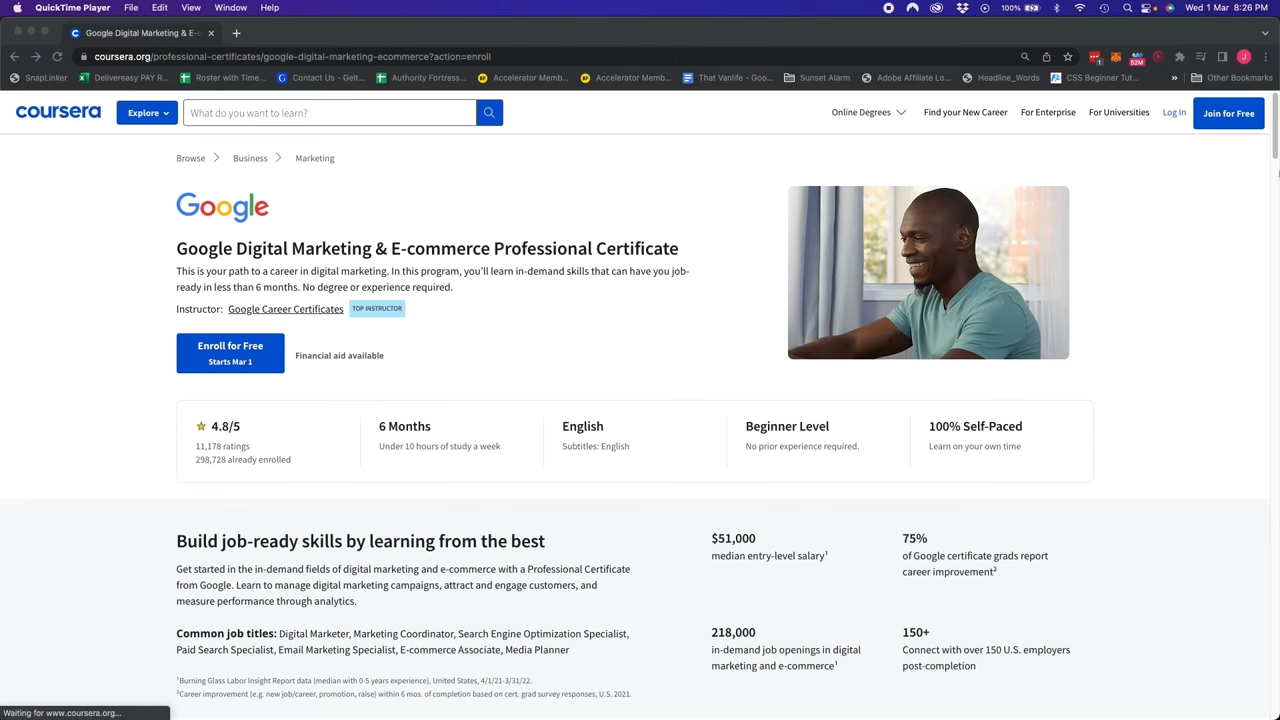 QuickTime Player File Edit View Window Help
100% Wed Mar 1 8:26 PM
Google Digital Marketing & E-c
coursera.org/professional-certificates/google-digital-marketing-ecommerce?action=enroll
SnapLinker Delivereasy PAY R... Roster with Time... Contact Us - Gelt... Authority Fortress... Accelerator Memb... Accelerator Memb... That Vanlife - Goo... Sunset Alarm Adobe Affiliate Lo... Headline_Words CSS Beginner Tut... » Other Bookmarks
coursera Explore What do you want to learn? Online Degrees Find your New Career For Enterprise For Universities Log In Join for Free
Browse Business Marketing
Google
Google Digital Marketing & E-commerce Professional Certificate
This is your path to a career in digital marketing. In this program, you'll learn in-demand skills that can have you job-
ready in less than 6 months. No degree or experience required.
Instructor: Google Career Certificates TOP INSTRUCTOR
Enroll for Free
Starts Mar 1
Financial aid available
4.8/5
11,178 ratings
298,728 already enrolled
6 Months
Under 10 hours of study a week
English
Subtitles: English
Beginner Level
No prior experience required.
100% Self-Paced
Learn on your own time
Build job-ready skills by learning from the best
Get started in the in-demand fields of digital marketing and e-commerce with a Professional Certificate
from Google. Learn to manage digital marketing campaigns, attract and engage customers, and
measure performance through analytics.
Common job titles: Digital Marketer, Marketing Coordinator, Search Engine Optimization Specialist,
Paid Search Specialist, Email Marketing Specialist, E-commerce Associate, Media Planner
¹Burning Glass Labor Insight Report data (median with 0-5 years experience), United States, 4/1/21-3/31/22.
²Career improvement (e.g. new job/career, promotion, raise) within 6 mos. of completion based on cert. grad survey responses, U.S. 2021.
$51,000
median entry-level salary¹
75%
of Google certificate grads report
career improvement²
218,000
in-demand job openings in digital
marketing and e-commerce¹
150+
Connect with over 150 U.S. employers
post-completion
Waiting for www.coursera.org...